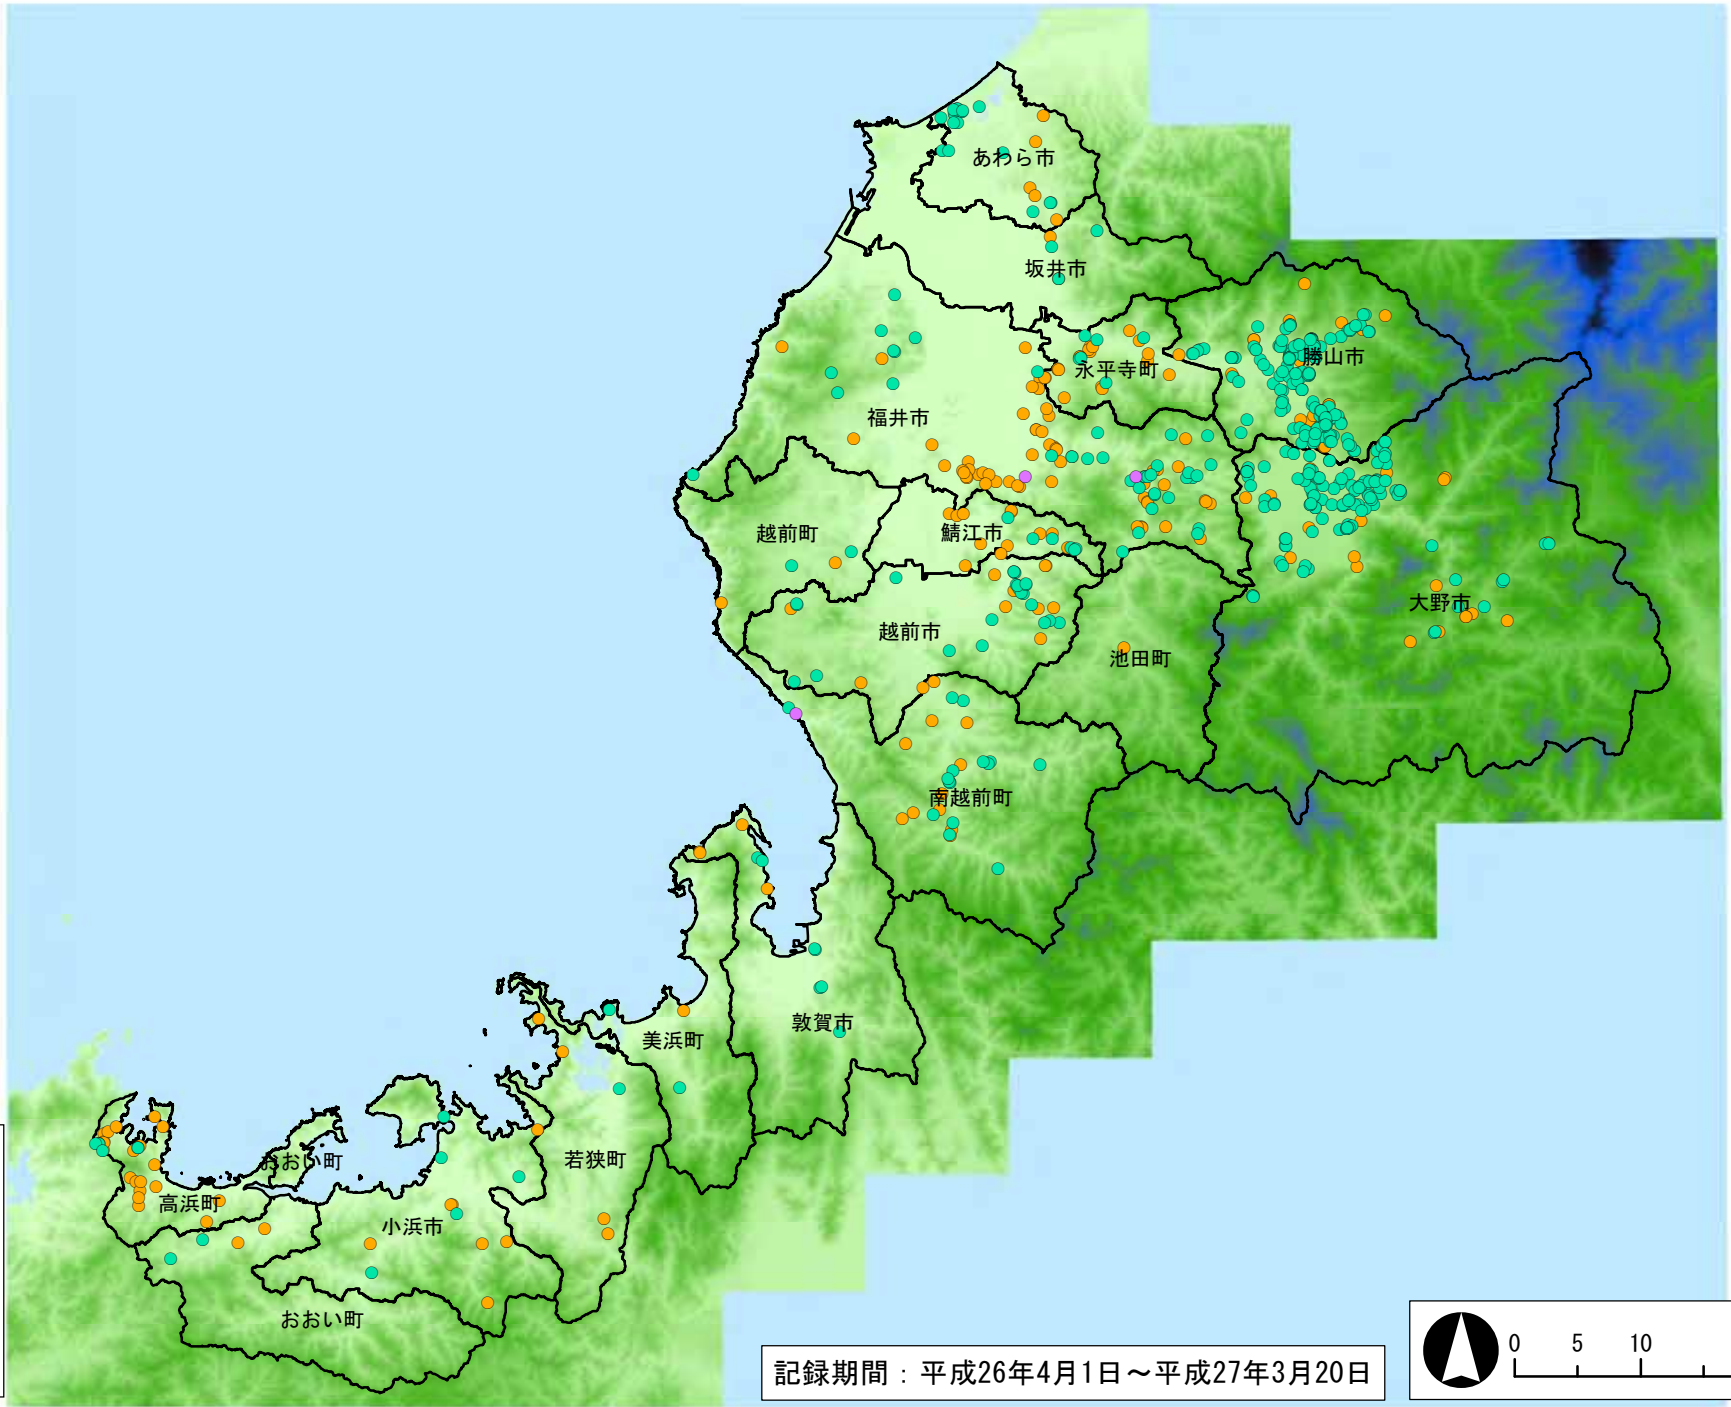 あわら市
坂井市
勝山市
永平寺町
福井市
越前町
鯖江市
大野市
越前市
池田町
南越前町
敦賀市
美浜町
若狭町
おおい町
高浜町
小浜市
おおい町
記録期間：平成26年4月1日～平成27年3月20日
0 5 10